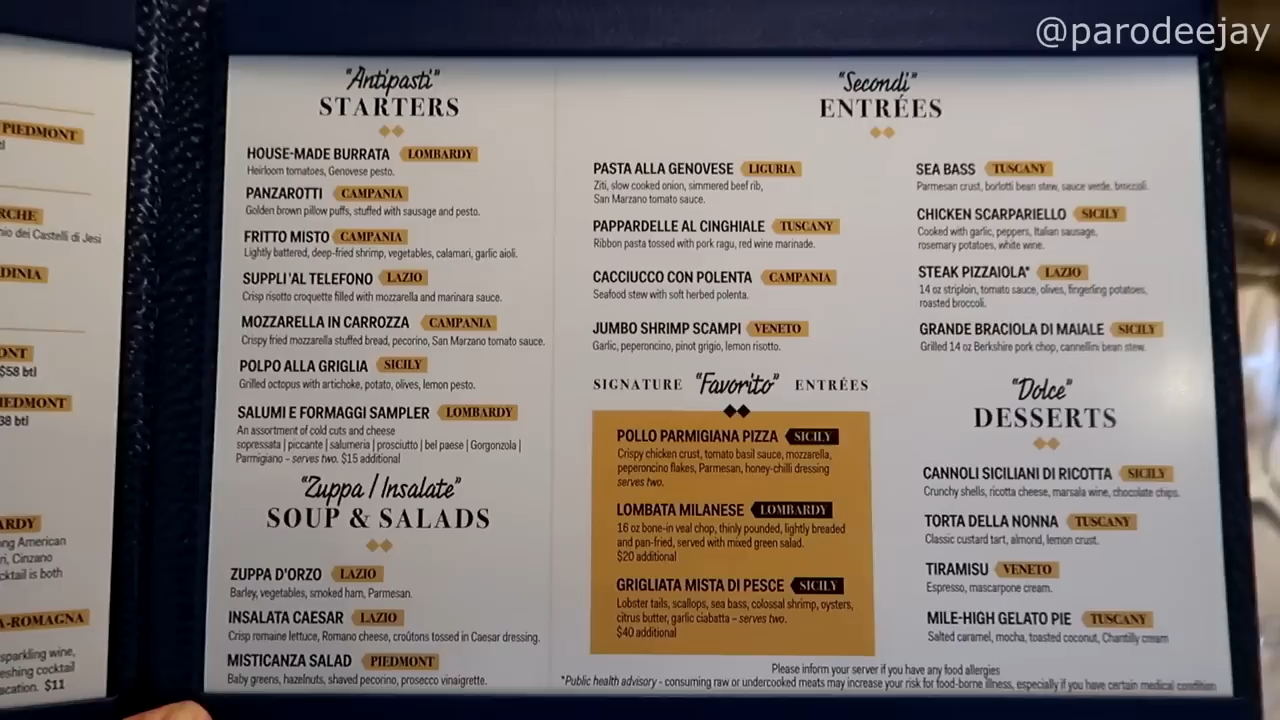 @parodeejay
PIEDMONT
RCHE
nio dei Castelli di Jesi
DINIA
ONT
$58 btl
IEDMONT
38 btl
ARDY
ng American
ri, Cinzano
cktail is both
A-ROMAGNA
sparkling wine,
eshing cocktail
acation. $11
"Antipasti"
STARTERS
HOUSE-MADE BURRATA LOMBARDY
Heirloom tomatoes, Genovese pesto.
PANZAROTTI CAMPANIA
Golden brown pillow puffs, stuffed with sausage and pesto.
FRITTO MISTO CAMPANIA
Lightly battered, deep-fried shrimp, vegetables, calamari, garlic aioli.
SUPPLI'AL TELEFONO LAZIO
Crisp risotto croquette filled with mozzarella and marinara sauce.
MOZZARELLA IN CARROZZA CAMPANIA
Crispy fried mozzarella stuffed bread, pecorino, San Marzano tomato sauce.
POLPO ALLA GRIGLIA SICILY
Grilled octopus with artichoke, potato, olives, lemon pesto.
SALUMI E FORMAGGI SAMPLER LOMBARDY
An assortment of cold cuts and cheese
sopressata | piccante | salumeria | prosciutto | bel paese | Gorgonzola |
Parmigiano – serves two. $15 additional
"Zuppa / Insalate"
SOUP & SALADS
ZUPPA D'ORZO LAZIO
Barley, vegetables, smoked ham, Parmesan.
INSALATA CAESAR LAZIO
Crisp romaine lettuce, Romano cheese, croûtons tossed in Caesar dressing.
MISTICANZA SALAD PIEDMONT
Baby greens, hazelnuts, shaved pecorino, prosecco vinaigrette.
"Secondi"
ENTRÉES
PASTA ALLA GENOVESE LIGURIA
Ziti, slow cooked onion, simmered beef rib,
San Marzano tomato sauce.
PAPPARDELLE AL CINGHIALE TUSCANY
Ribbon pasta tossed with pork ragu, red wine marinade.
CACCIUCCO CON POLENTA CAMPANIA
Seafood stew with soft herbed polenta.
JUMBO SHRIMP SCAMPI VENETO
Garlic, peperoncino, pinot grigio, lemon risotto.
SEA BASS TUSCANY
Parmesan crust, borlotti bean stew, sauce verde, broccoli.
CHICKEN SCARPARIELLO SICILY
Cooked with garlic, peppers, Italian sausage,
rosemary potatoes, white wine.
STEAK PIZZAIOLA* LAZIO
14 oz striploin, tomato sauce, olives, fingerling potatoes,
roasted broccoli.
GRANDE BRACIOLA DI MAIALE SICILY
Grilled 14 oz Berkshire pork chop, cannellini bean stew.
SIGNATURE "Favorito" ENTRÉES
POLLO PARMIGIANA PIZZA SICILY
Crispy chicken crust, tomato basil sauce, mozzarella,
peperoncino flakes, Parmesan, honey-chilli dressing
serves two.
LOMBATA MILANESE LOMBARDY
16 oz bone-in veal chop, thinly pounded, lightly breaded
and pan-fried, served with mixed green salad.
$20 additional
GRIGLIATA MISTA DI PESCE SICILY
Lobster tails, scallops, sea bass, colossal shrimp, oysters,
citrus butter, garlic ciabatta – serves two.
$40 additional
"Dolce"
DESSERTS
CANNOLI SICILIANI DI RICOTTA SICILY
Crunchy shells, ricotta cheese, marsala wine, chocolate chips.
TORTA DELLA NONNA TUSCANY
Classic custard tart, almond, lemon crust.
TIRAMISU VENETO
Espresso, mascarpone cream.
MILE-HIGH GELATO PIE TUSCANY
Salted caramel, mocha, toasted coconut, Chantilly cream
Please inform your server if you have any food allergies
*Public health advisory - consuming raw or undercooked meats may increase your risk for food-borne illness, especially if you have certain medical condition